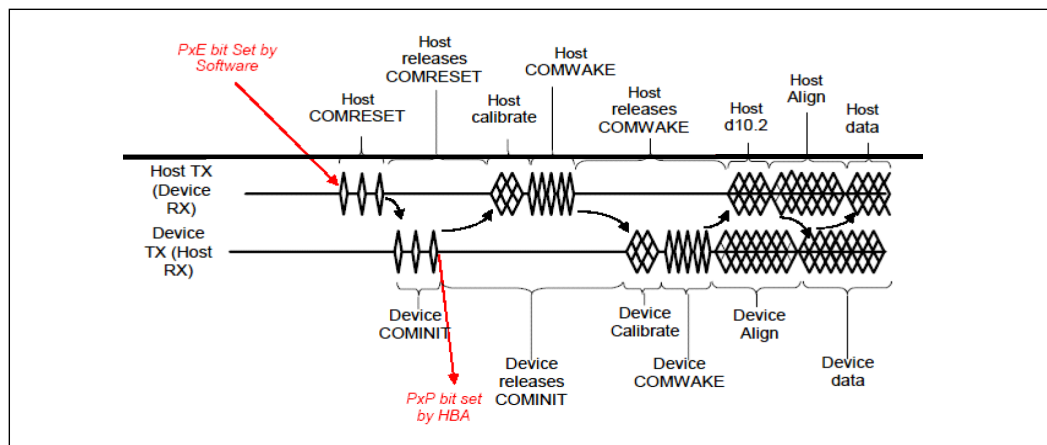 PxE bit Set by
Software
Host
releases
COMRESET
Host
COMWAKE
Host
COMRESET
Host
calibrate
Host
releases
COMWAKE
Host
d10.2
Host
Align
Host
data
Host TX
(Device
RX)
Device
TX (Host
RX)
Device
COMINIT
Device
releases
COMINIT
Device
Calibrate
Device
COMWAKE
Device
Align
Device
data
PxP bit set
by HBA